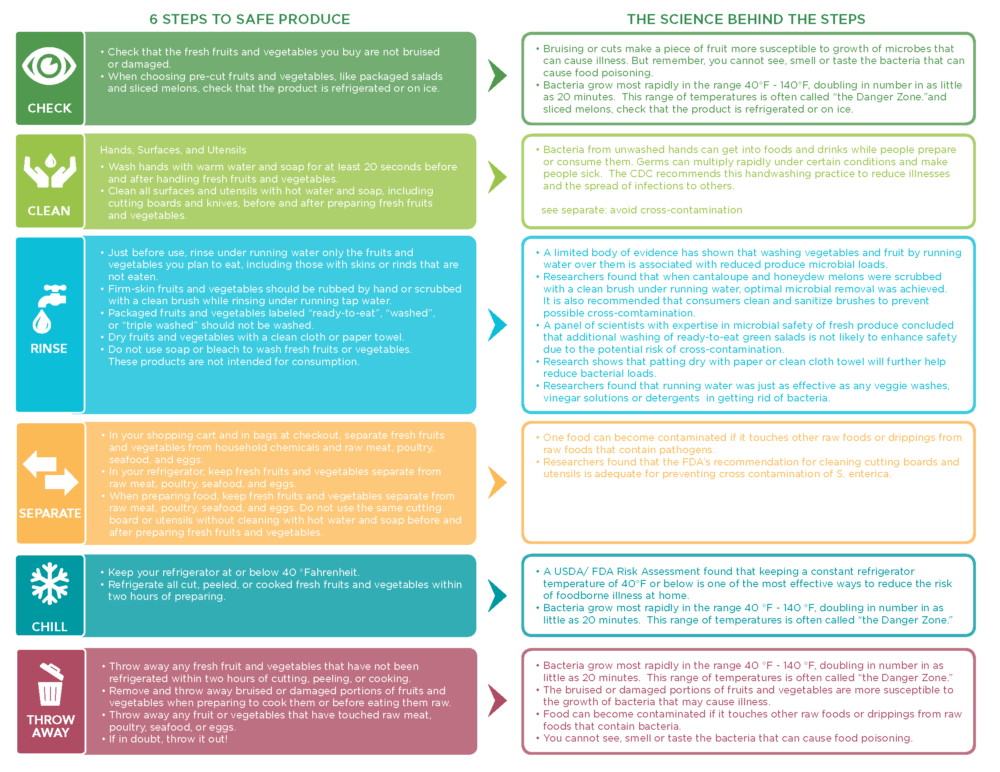 6 STEPS TO SAFE PRODUCE
THE SCIENCE BEHIND THE STEPS
CHECK
• Check that the fresh fruits and vegetables you buy are not bruised
or damaged.
• When choosing pre-cut fruits and vegetables, like packaged salads
and sliced melons, check that the product is refrigerated or on ice.
• Bruising or cuts make a piece of fruit more susceptible to growth of microbes that
can cause illness. But remember, you cannot see, smell or taste the bacteria that can
cause food poisoning.
• Bacteria grow most rapidly in the range 40°F - 140°F, doubling in number in as little
as 20 minutes.  This range of temperatures is often called “the Danger Zone.”and
sliced melons, check that the product is refrigerated or on ice.
CLEAN
Hands, Surfaces, and Utensils
• Wash hands with warm water and soap for at least 20 seconds before
and after handling fresh fruits and vegetables.
• Clean all surfaces and utensils with hot water and soap, including
cutting boards and knives, before and after preparing fresh fruits
and vegetables.
• Bacteria from unwashed hands can get into foods and drinks while people prepare
or consume them. Germs can multiply rapidly under certain conditions and make
people sick.  The CDC recommends this handwashing practice to reduce illnesses
and the spread of infections to others.
see separate: avoid cross-contamination
RINSE
• Just before use, rinse under running water only the fruits and
vegetables you plan to eat, including those with skins or rinds that are
not eaten.
• Firm-skin fruits and vegetables should be rubbed by hand or scrubbed
with a clean brush while rinsing under running tap water.
• Packaged fruits and vegetables labeled “ready-to-eat”, “washed”,
or “triple washed” should not be washed.
• Dry fruits and vegetables with a clean cloth or paper towel.
• Do not use soap or bleach to wash fresh fruits or vegetables.
These products are not intended for consumption.
• A limited body of evidence has shown that washing vegetables and fruit by running
water over them is associated with reduced produce microbial loads.
• Researchers found that when cantaloupe and honeydew melons were scrubbed
with a clean brush under running water, optimal microbial removal was achieved.
It is also recommended that consumers clean and sanitize brushes to prevent
possible cross-comtamination.
• A panel of scientists with expertise in microbial safety of fresh produce concluded
that additional washing of ready-to-eat green salads is not likely to enhance safety
due to the potential risk of cross-contamination.
• Research shows that patting dry with paper or clean cloth towel will further help
reduce bacterial loads.
• Researchers found that running water was just as effective as any veggie washes,
vinegar solutions or detergents  in getting rid of bacteria.
SEPARATE
• In your shopping cart and in bags at checkout, separate fresh fruits
and vegetables from household chemicals and raw meat, poultry,
seafood, and eggs.
• In your refrigerator, keep fresh fruits and vegetables separate from
raw meat, poultry, seafood, and eggs.
• When preparing food, keep fresh fruits and vegetables separate from
raw meat, poultry, seafood, and eggs. Do not use the same cutting
board or utensils without cleaning with hot water and soap before and
after preparing fresh fruits and vegetables.
• One food can become contaminated if it touches other raw foods or drippings from
raw foods that contain pathogens.
• Researchers found that the FDA’s recommendation for cleaning cutting boards and
utensils is adequate for preventing cross contamination of S. enterica.
CHILL
• Keep your refrigerator at or below 40 °Fahrenheit.
• Refrigerate all cut, peeled, or cooked fresh fruits and vegetables within
two hours of preparing.
• A USDA/ FDA Risk Assessment found that keeping a constant refrigerator
temperature of 40°F or below is one of the most effective ways to reduce the risk
of foodborne illness at home.
• Bacteria grow most rapidly in the range 40 °F - 140 °F, doubling in number in as
little as 20 minutes.  This range of temperatures is often called “the Danger Zone.”
THROW
AWAY
• Throw away any fresh fruit and vegetables that have not been
refrigerated within two hours of cutting, peeling, or cooking.
• Remove and throw away bruised or damaged portions of fruits and
vegetables when preparing to cook them or before eating them raw.
• Throw away any fruit or vegetables that have touched raw meat,
poultry, seafood, or eggs.
• If in doubt, throw it out!
• Bacteria grow most rapidly in the range 40 °F - 140 °F, doubling in number in as
little as 20 minutes.  This range of temperatures is often called “the Danger Zone.”
• The bruised or damaged portions of fruits and vegetables are more susceptible to
the growth of bacteria that may cause illness.
• Food can become contaminated if it touches other raw foods or drippings from raw
foods that contain bacteria.
• You cannot see, smell or taste the bacteria that can cause food poisoning.